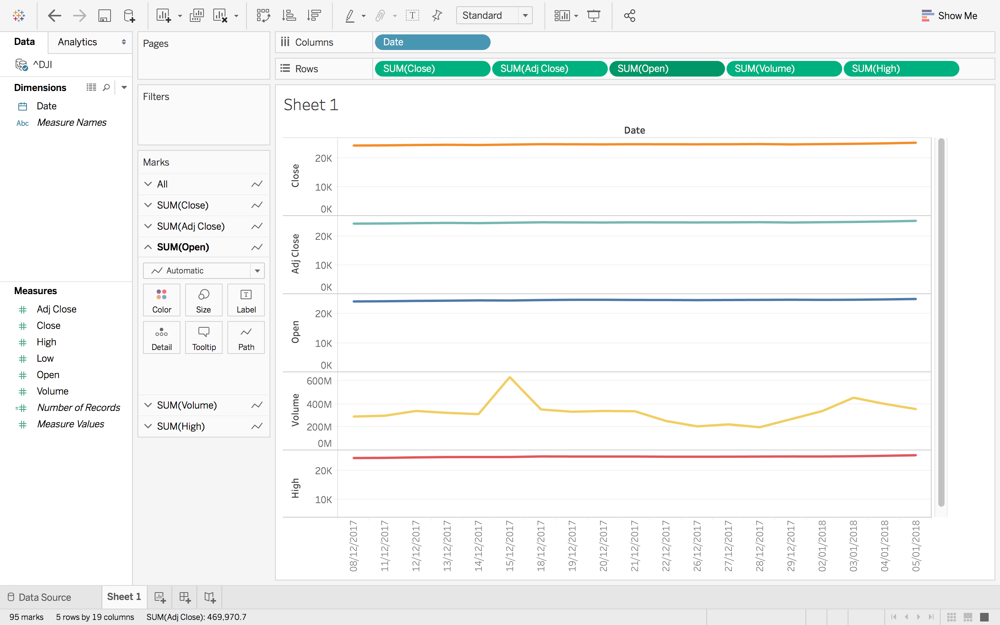 Standard
Show Me
Data
Analytics
^DJI
Dimensions
Date
Abc Measure Names
Measures
Adj Close
Close
High
Low
Open
Volume
Number of Records
Measure Values
Pages
Filters
Marks
All
SUM(Close)
SUM(Adj Close)
SUM(Open)
Automatic
Color Size Label
Detail Tooltip Path
SUM(Volume)
SUM(High)
Columns Date
Rows SUM(Close) SUM(Adj Close) SUM(Open) SUM(Volume) SUM(High)
Sheet 1
Date
Close
20K
10K
0K
Adj Close
20K
10K
0K
Open
20K
10K
0K
Volume
600M
400M
200M
0M
High
20K
10K
08/12/2017
11/12/2017
12/12/2017
13/12/2017
14/12/2017
15/12/2017
18/12/2017
19/12/2017
20/12/2017
21/12/2017
22/12/2017
26/12/2017
27/12/2017
28/12/2017
29/12/2017
02/01/2018
03/01/2018
04/01/2018
05/01/2018
Data Source
Sheet 1
95 marks 5 rows by 19 columns SUM(Adj Close): 469,970.7